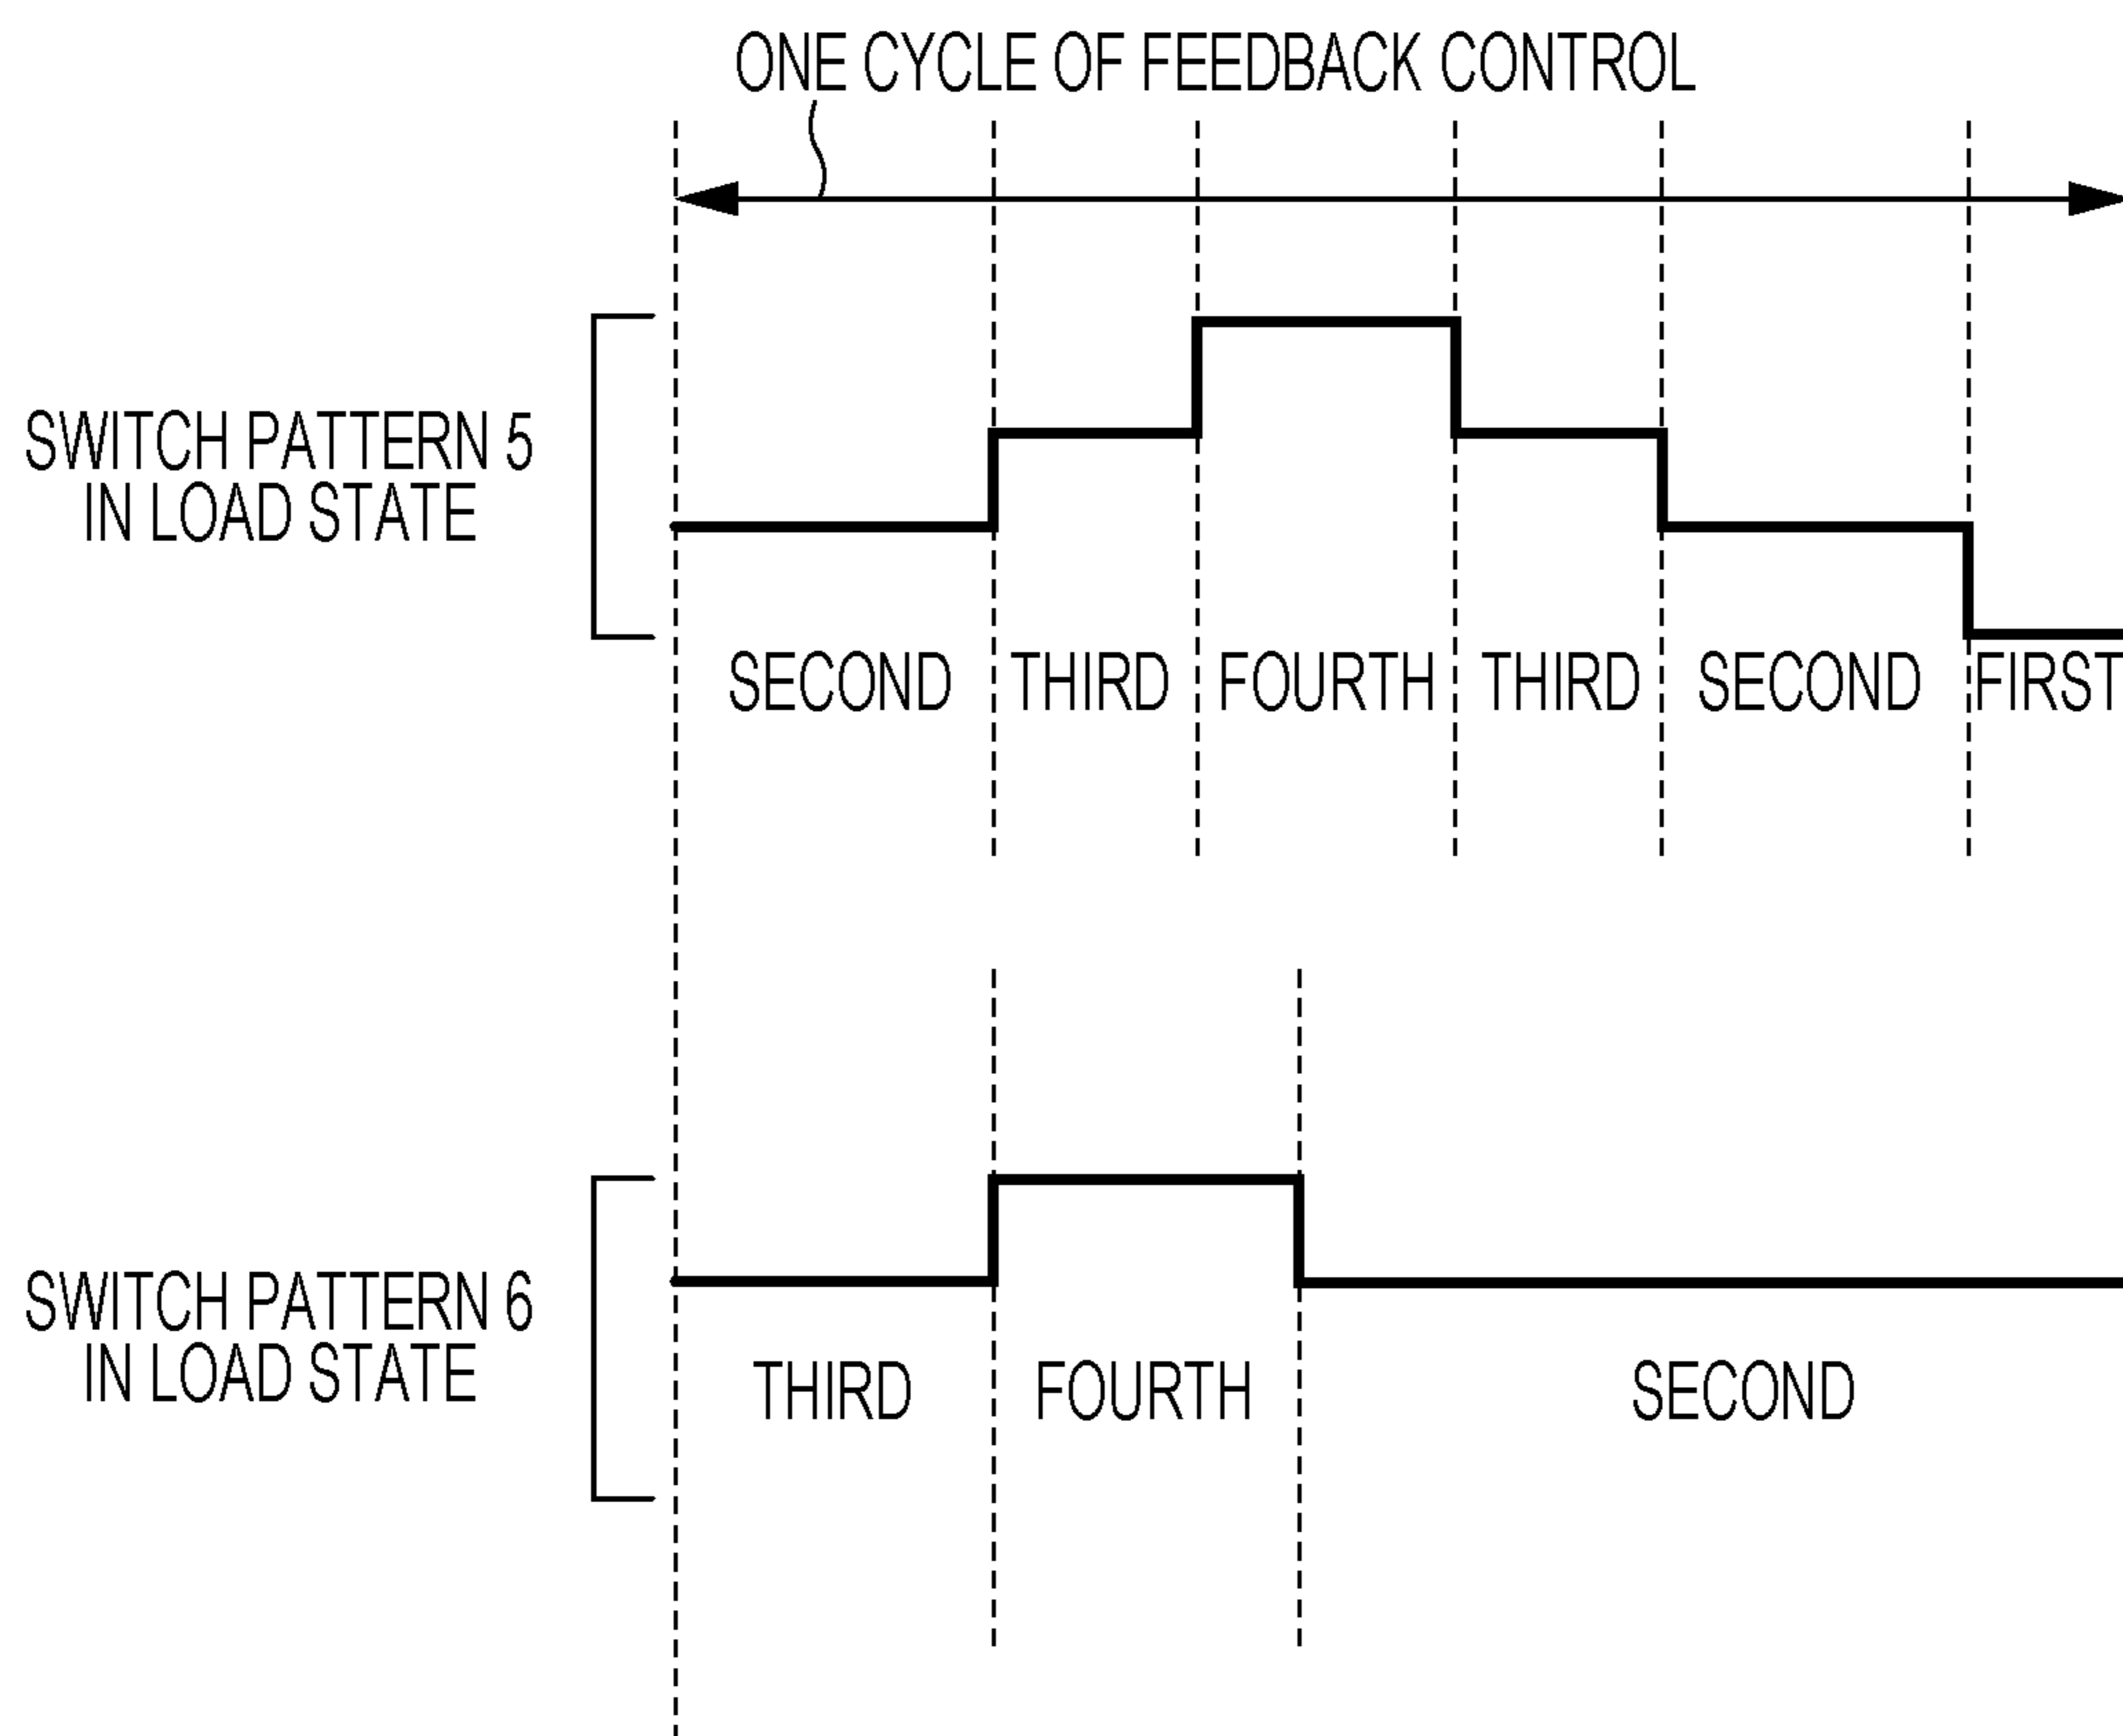 ONE CYCLE OF FEEDBACK CONTROL
SWITCH PATTERN 5
IN LOAD STATE
SECOND THIRD FOURTH THIRD SECOND FIRST
SWITCH PATTERN 6
IN LOAD STATE
THIRD FOURTH SECOND